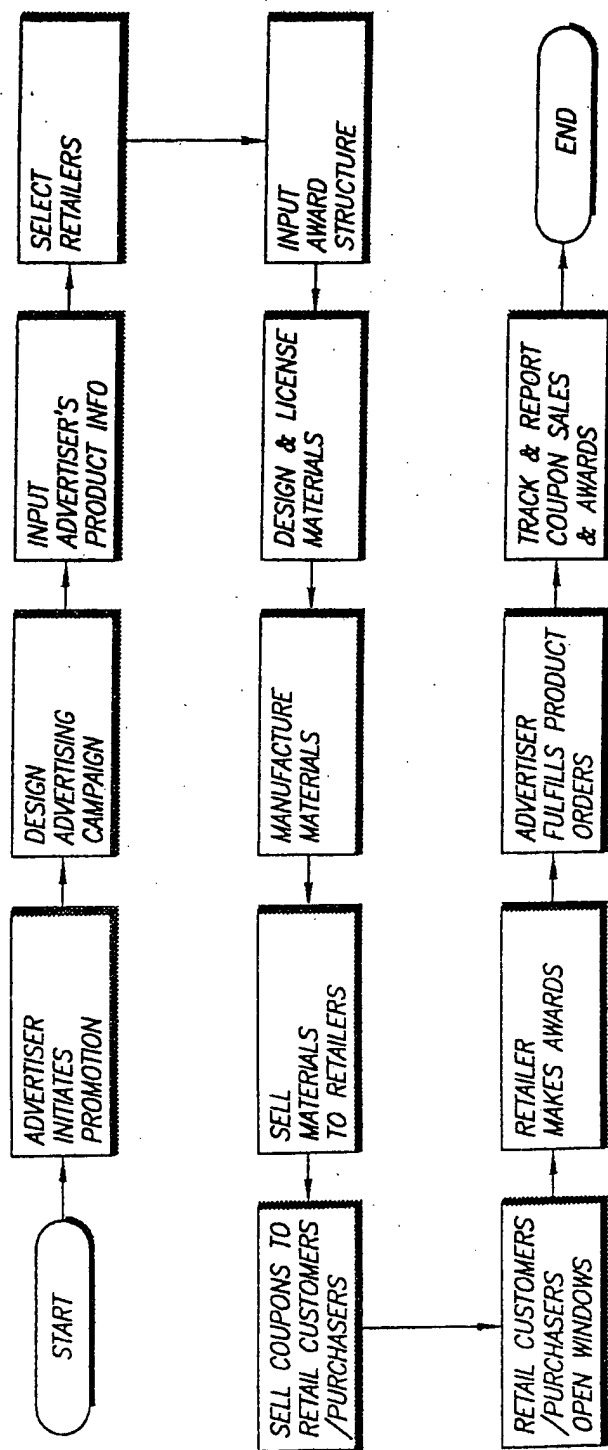 START
ADVERTISER
INITIATES
PROMOTION
DESIGN
ADVERTISING
CAMPAIGN
INPUT
ADVERTISER'S
PRODUCT INFO
SELECT
RETAILERS
INPUT
AWARD
STRUCTURE
DESIGN & LICENSE
MATERIALS
MANUFACTURE
MATERIALS
SELL
MATERIALS
TO RETAILERS
SELL COUPONS TO
RETAIL CUSTOMERS
/PURCHASERS
RETAIL CUSTOMERS
/PURCHASERS
OPEN WINDOWS
RETAILER
MAKES AWARDS
ADVERTISER
FULFILLS PRODUCT
ORDERS
TRACK & REPORT
COUPON SALES
& AWARDS
END